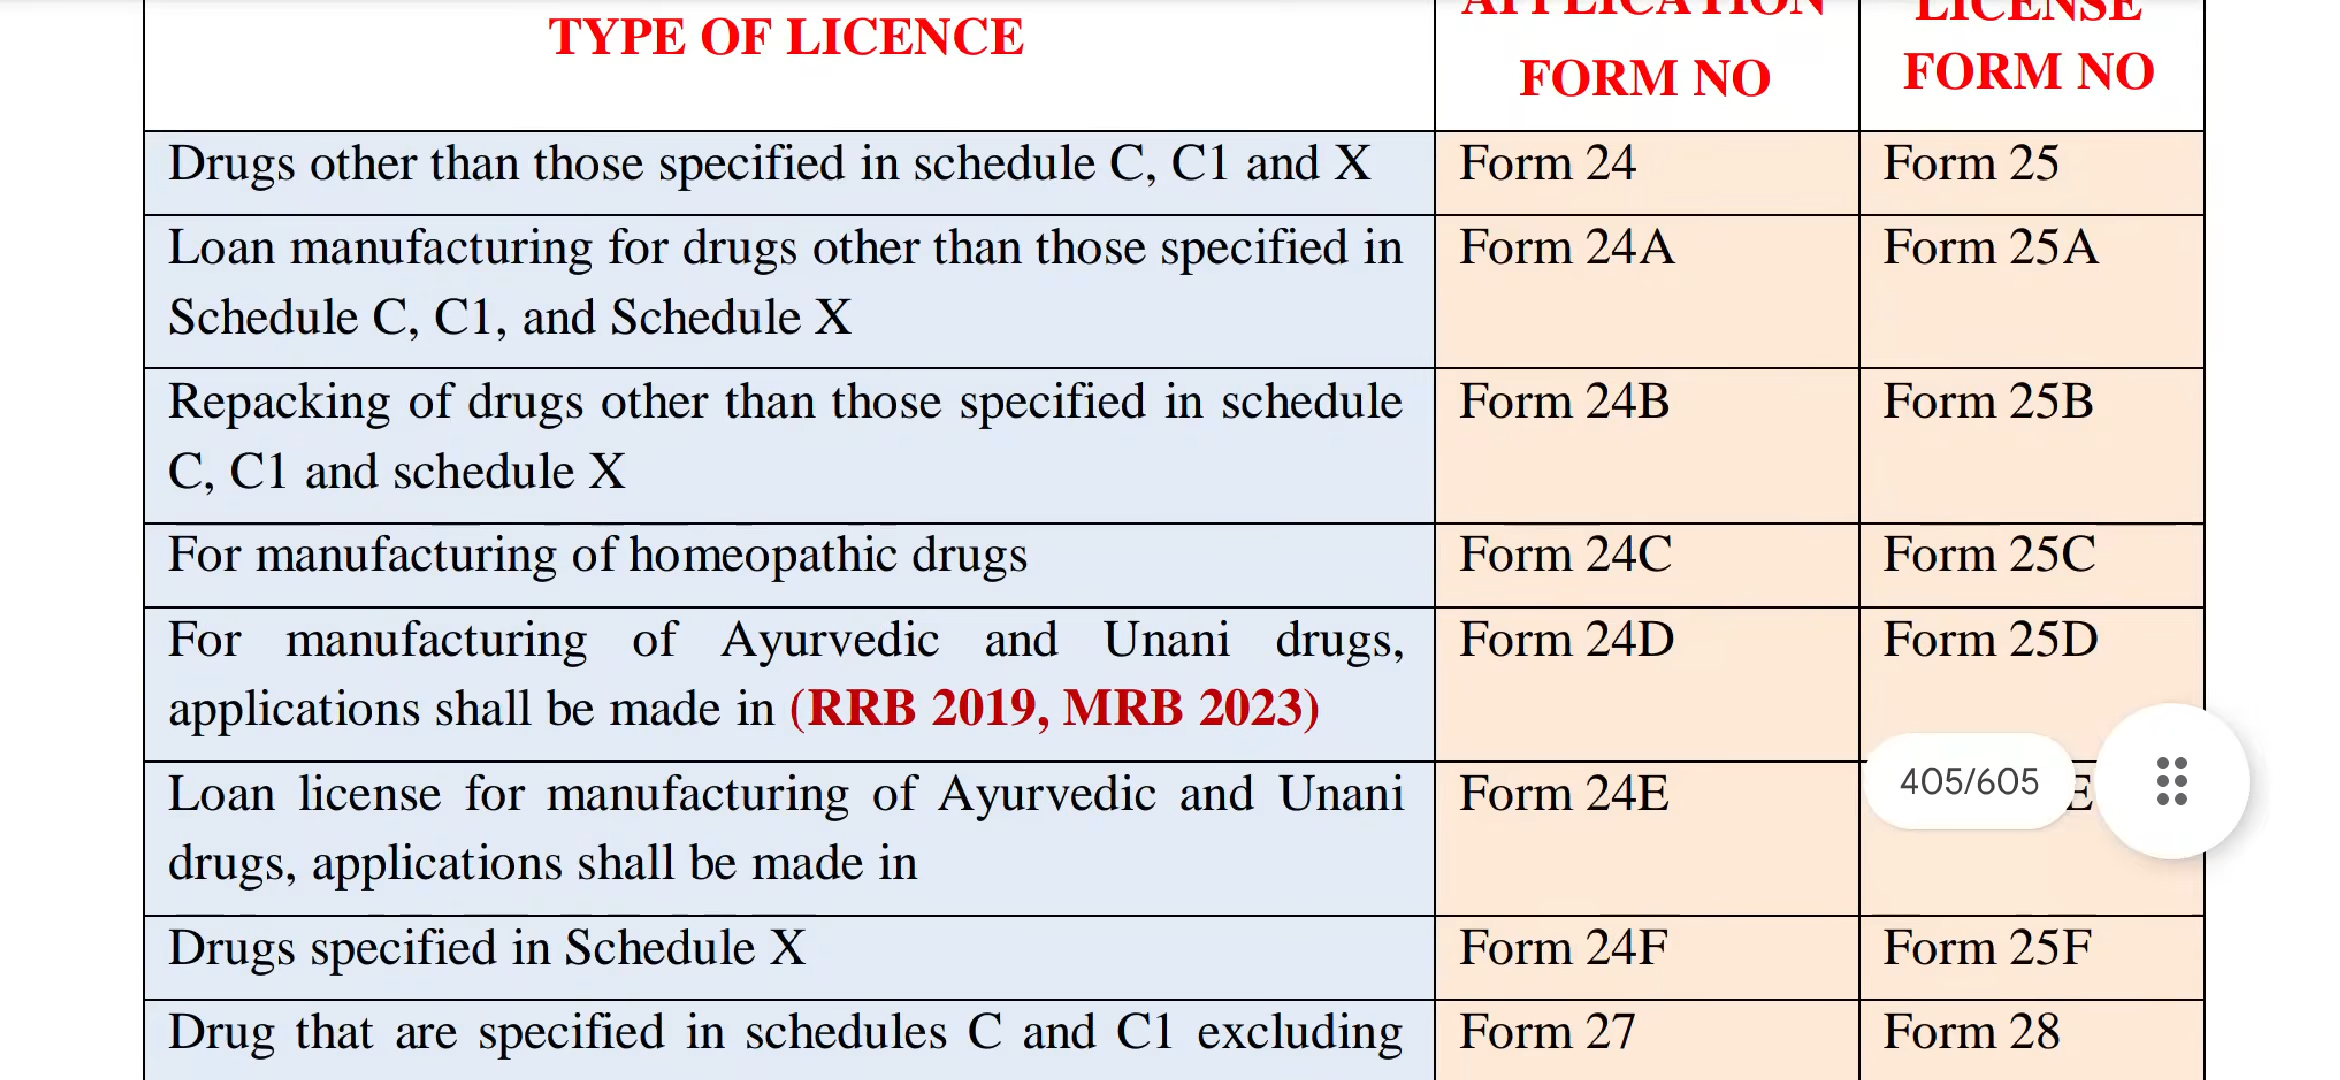 TYPE OF LICENCE
APPLICATION
FORM NO
LICENSE
FORM NO
Drugs other than those specified in schedule C, C1 and X
Form 24
Form 25
Loan manufacturing for drugs other than those specified in
Schedule C, C1, and Schedule X
Form 24A
Form 25A
Repacking of drugs other than those specified in schedule
C, C1 and schedule X
Form 24B
Form 25B
For manufacturing of homeopathic drugs
Form 24C
Form 25C
For manufacturing of Ayurvedic and Unani drugs,
applications shall be made in (RRB 2019, MRB 2023)
Form 24D
Form 25D
Loan license for manufacturing of Ayurvedic and Unani
drugs, applications shall be made in
Form 24E
E
405/605
Drugs specified in Schedule X
Form 24F
Form 25F
Drug that are specified in schedules C and C1 excluding
Form 27
Form 28